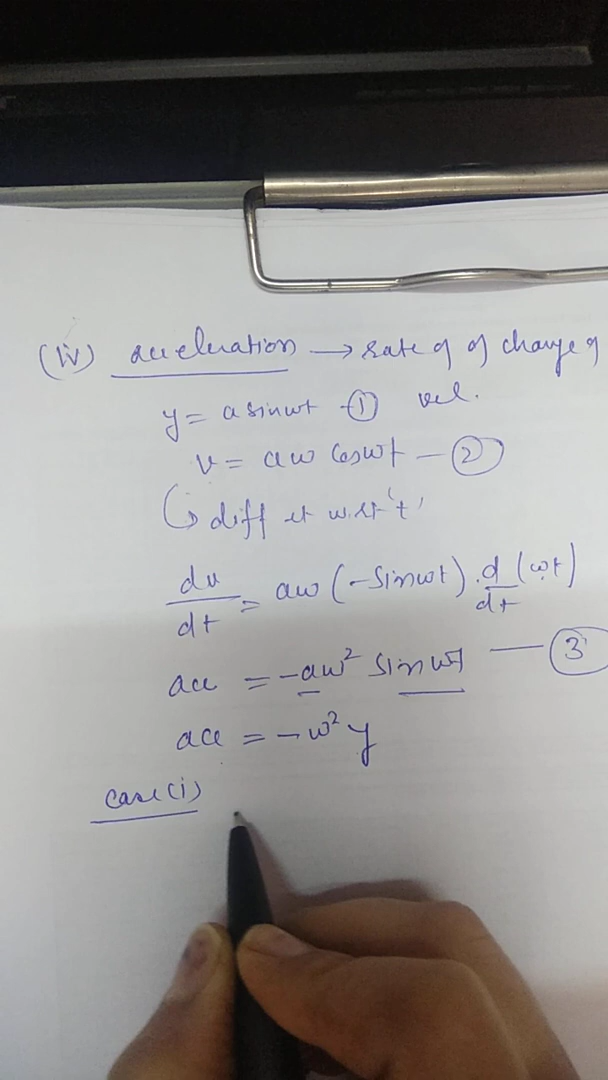 (iv) acceleration → rate of of change of
y = a sinωt - ① vel.
v = aω cosωt - ②
↳ diff it w.r.t 't'
dv/dt = aω (-sinωt) . d/dt (ωt)
acc = -aω² sinωt - ③
acc = -ω² y
case(i)